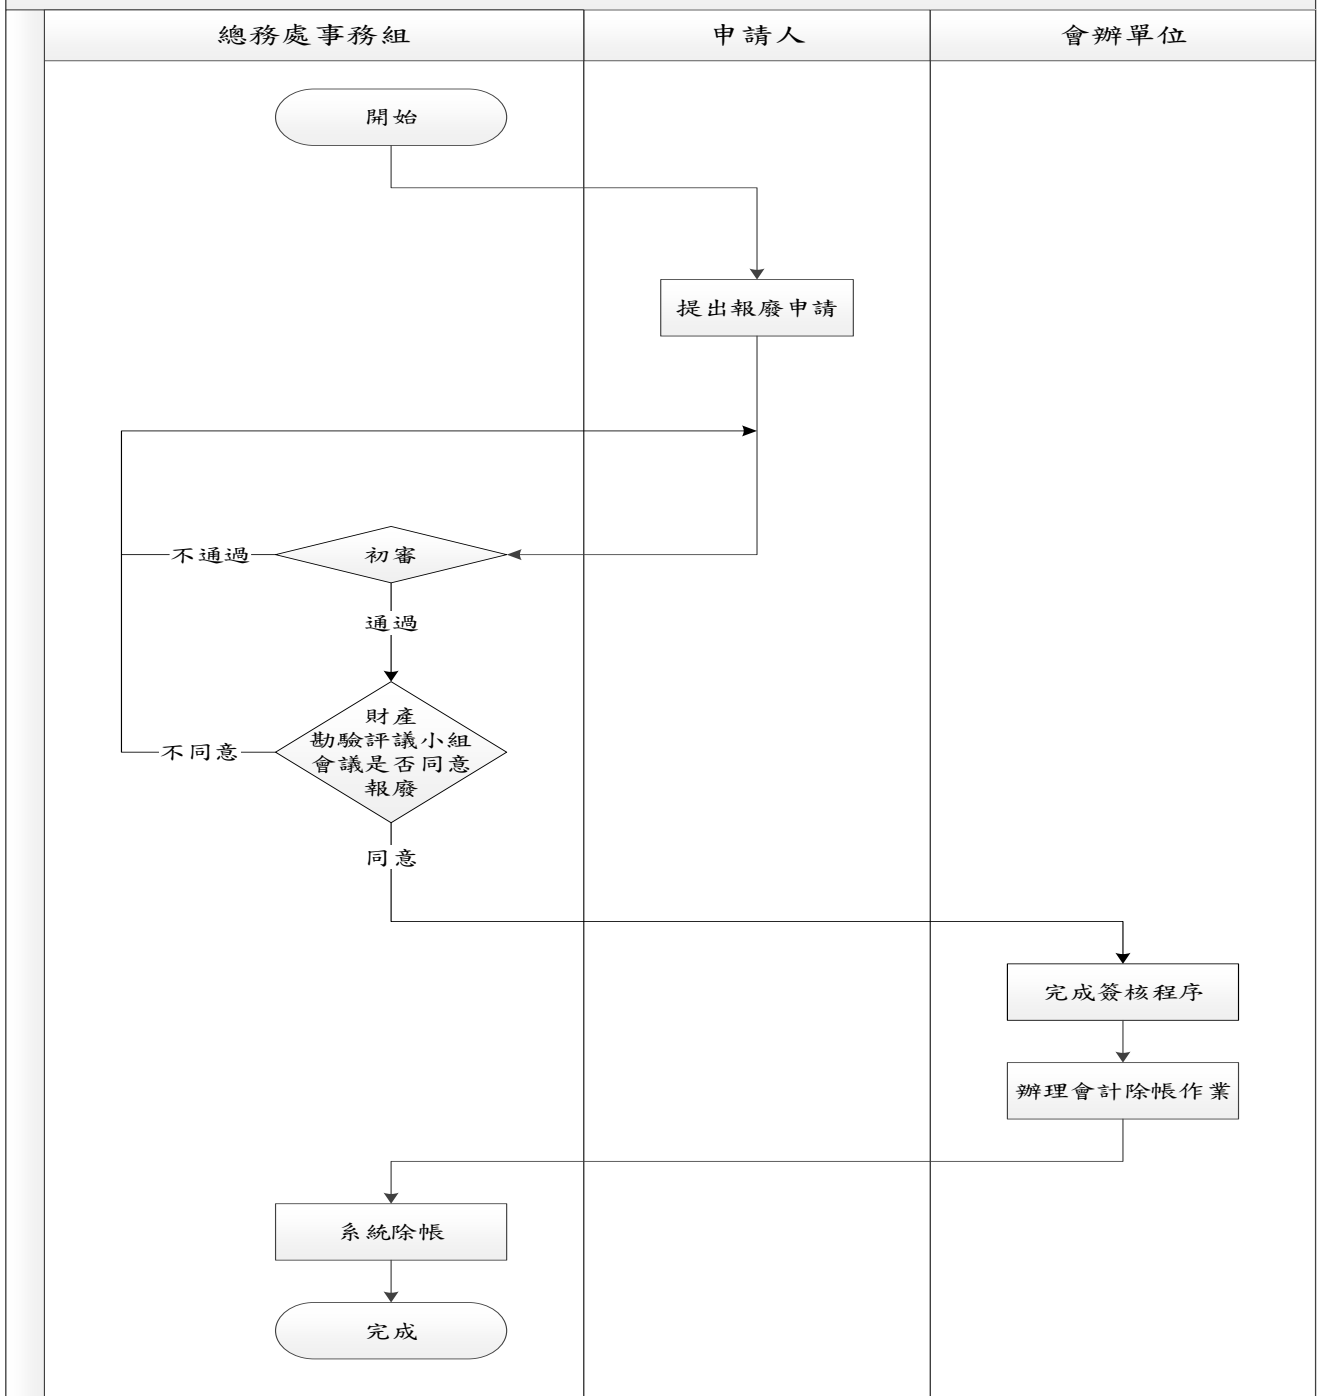 總務處事務組
申請人
會辦單位
開始
提出報廢申請
不通過
初審
通過
財產
勘驗評議小組
會議是否同意
報廢
不同意
同意
完成簽核程序
辦理會計除帳作業
系統除帳
完成